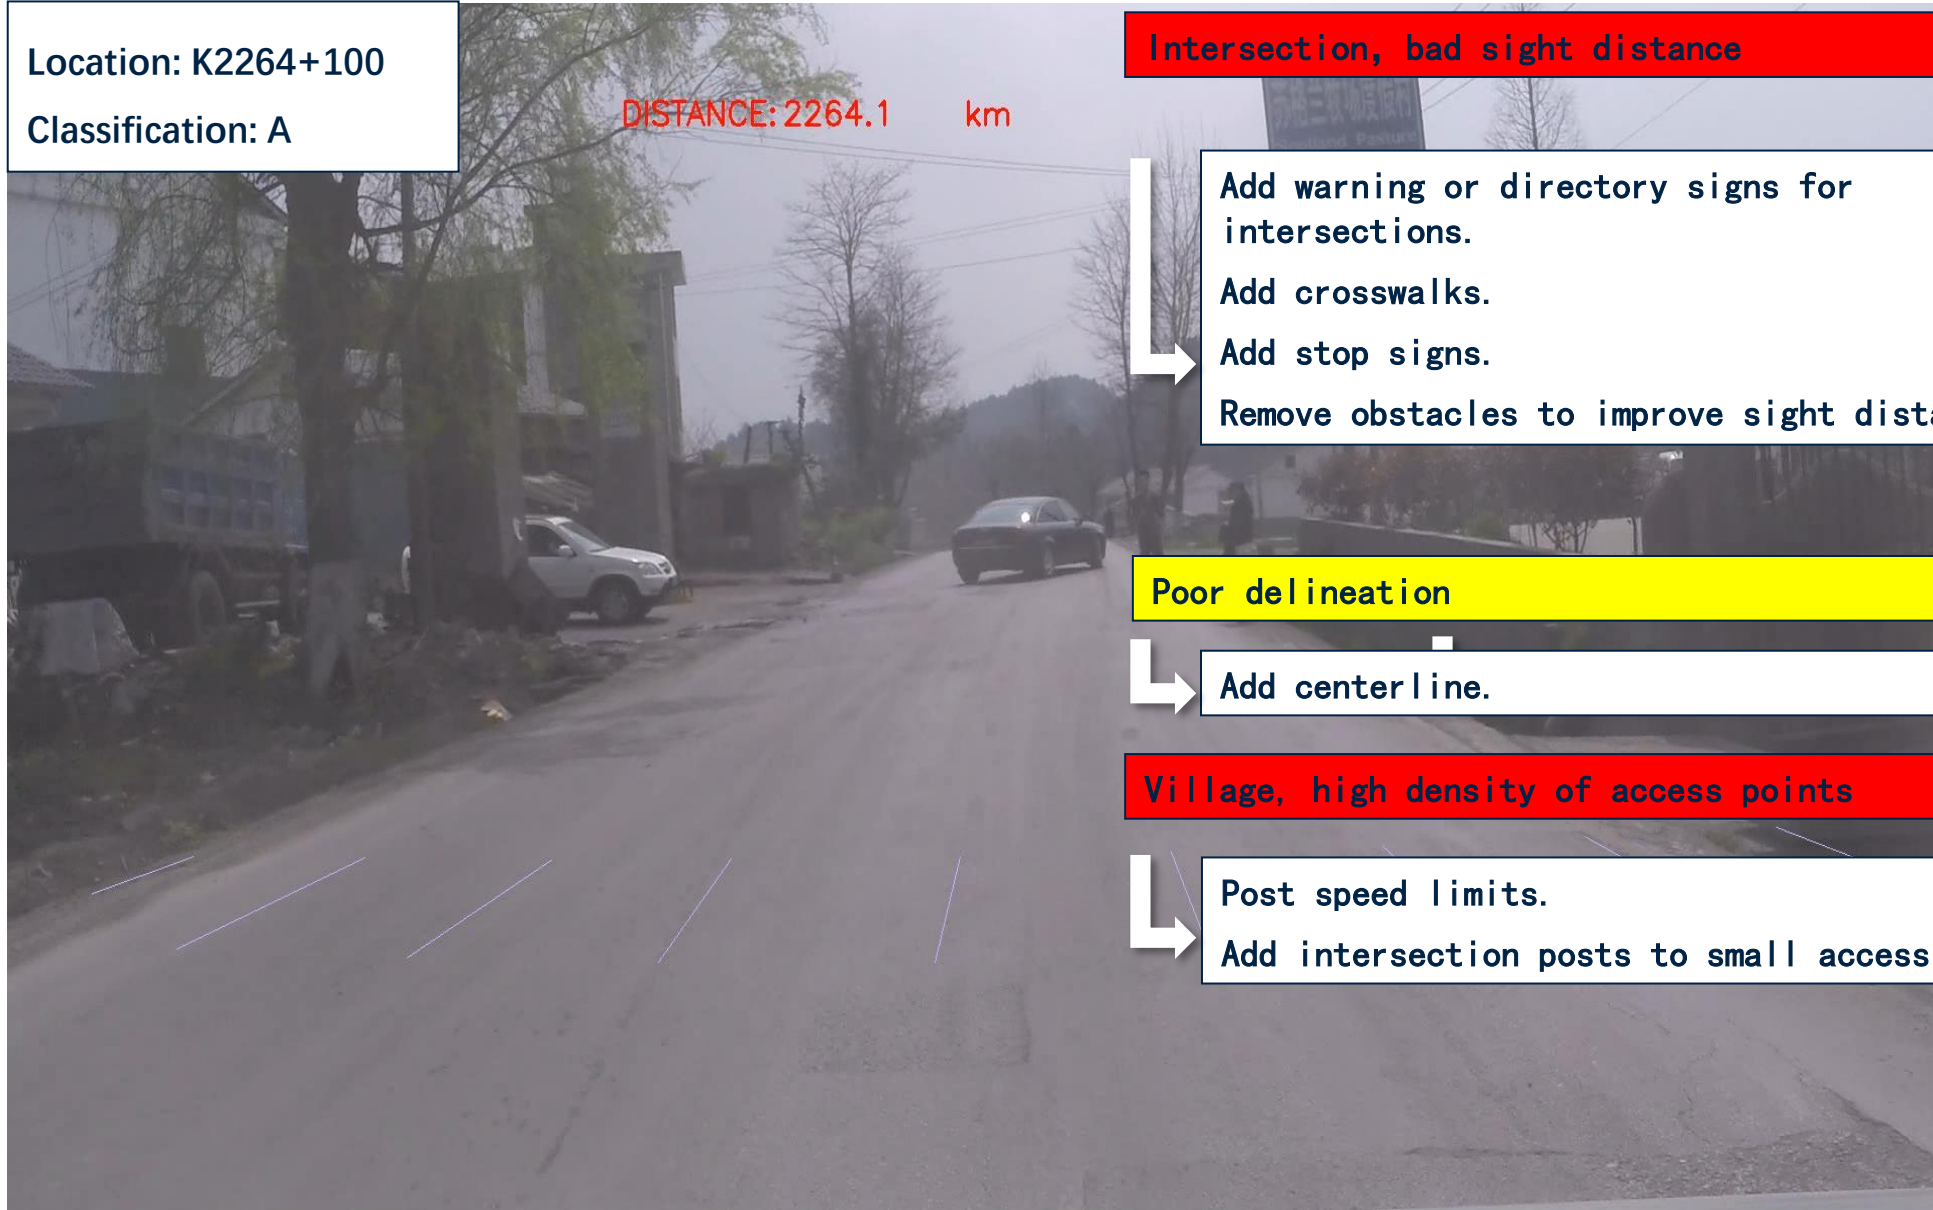 Location: K2264+100
Classification: A
DISTANCE:2264.1 km
Intersection, bad sight distance
Add warning or directory signs for
intersections.
Add crosswalks.
Add stop signs.
Remove obstacles to improve sight
Poor delineation
Add centerline.
Village, high density of access points
Post speed limits.
Add intersection posts to small access